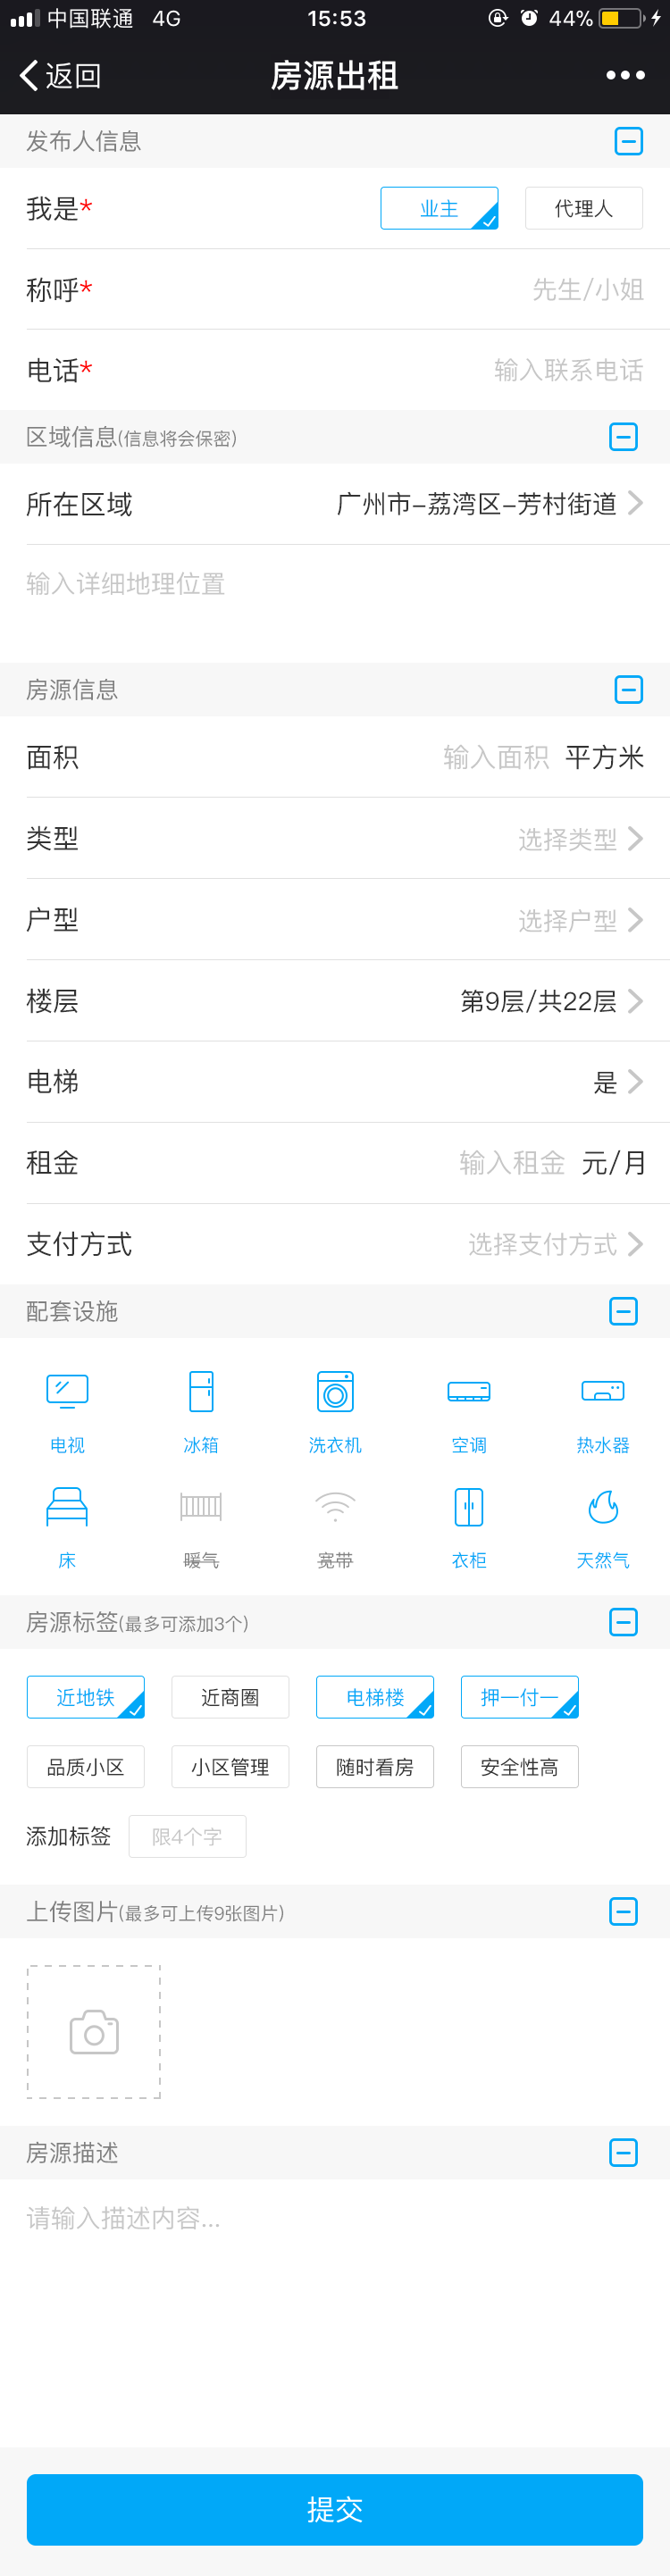 中国联通 4G 15:53 44%
返回 房源出租
发布人信息
我是* 业主 代理人
称呼* 先生/小姐
电话* 输入联系电话
区域信息(信息将会保密)
所在区域 广州市-荔湾区-芳村街道
输入详细地理位置
房源信息
面积 输入面积 平方米
类型 选择类型
户型 选择户型
楼层 第9层/共22层
电梯 是
租金 输入租金 元/月
支付方式 选择支付方式
配套设施
电视 冰箱 洗衣机 空调 热水器
床 暖气 宽带 衣柜 天然气
房源标签(最多可添加3个)
近地铁 近商圈 电梯楼 押一付一
品质小区 小区管理 随时看房 安全性高
添加标签 限4个字
上传图片(最多可上传9张图片)
房源描述
请输入描述内容...
提交